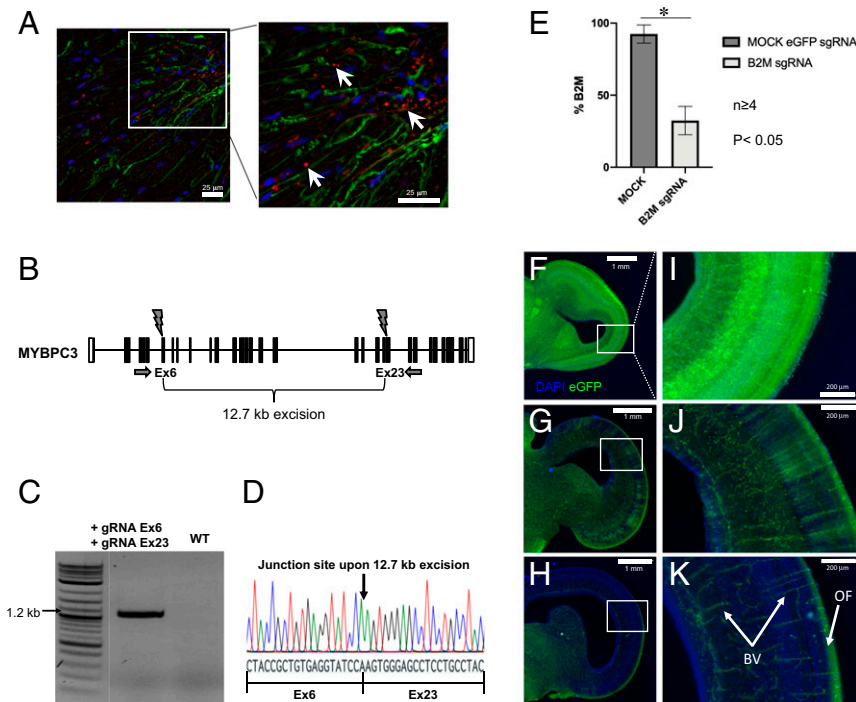 A
25 µm
25 µm
B
MYBPC3
Ex6
Ex23
12.7 kb excision
C
+ gRNA Ex6
+ gRNA Ex23
WT
1.2 kb
D
Junction site upon 12.7 kb excision
CTACCGCTGTGAGGTATCCAAGTGGGAGCCTCCTGCCTAC
Ex6
Ex23
E
*
100
50
0
% B2M
MOCK
B2M sgRNA
MOCK eGFP sgRNA
B2M sgRNA
n≥4
P< 0.05
F
1 mm
DAPI eGFP
I
200 µm
G
1 mm
J
200 µm
H
1 mm
K
200 µm
OF
BV